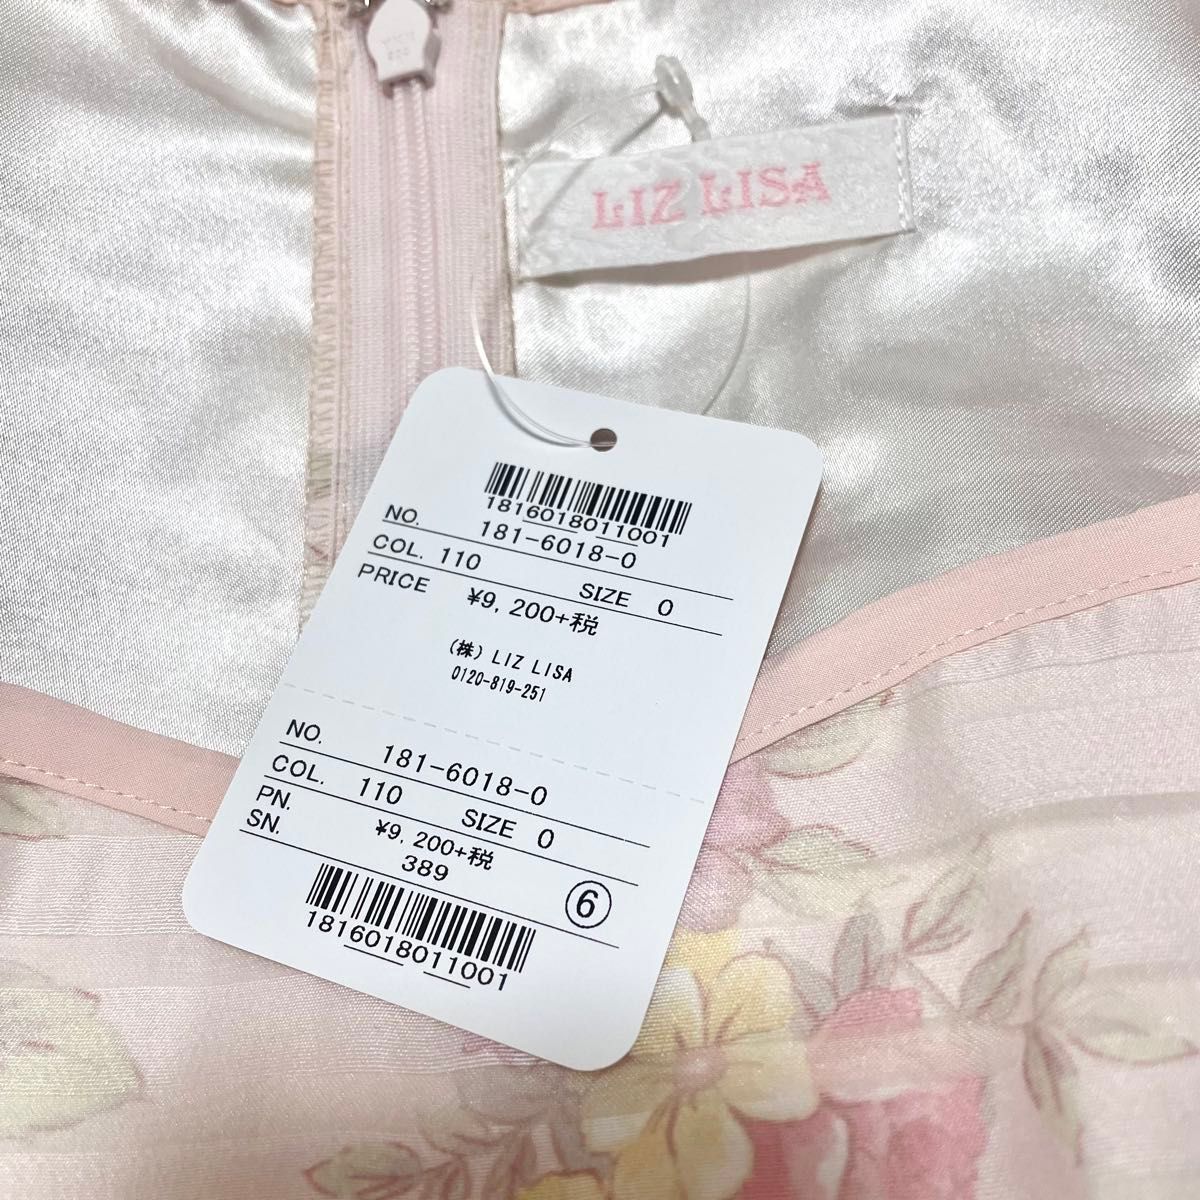 LIZ LISA
1816018011001
NO. 181-6018-0
COL. 110 SIZE 0
PRICE ¥9,200+税
(株) LIZ LISA
0120-819-251
NO. 181-6018-0
COL. 110 SIZE 0
PN. ¥9,200+税
SN. 389 ⑥
1816018011001